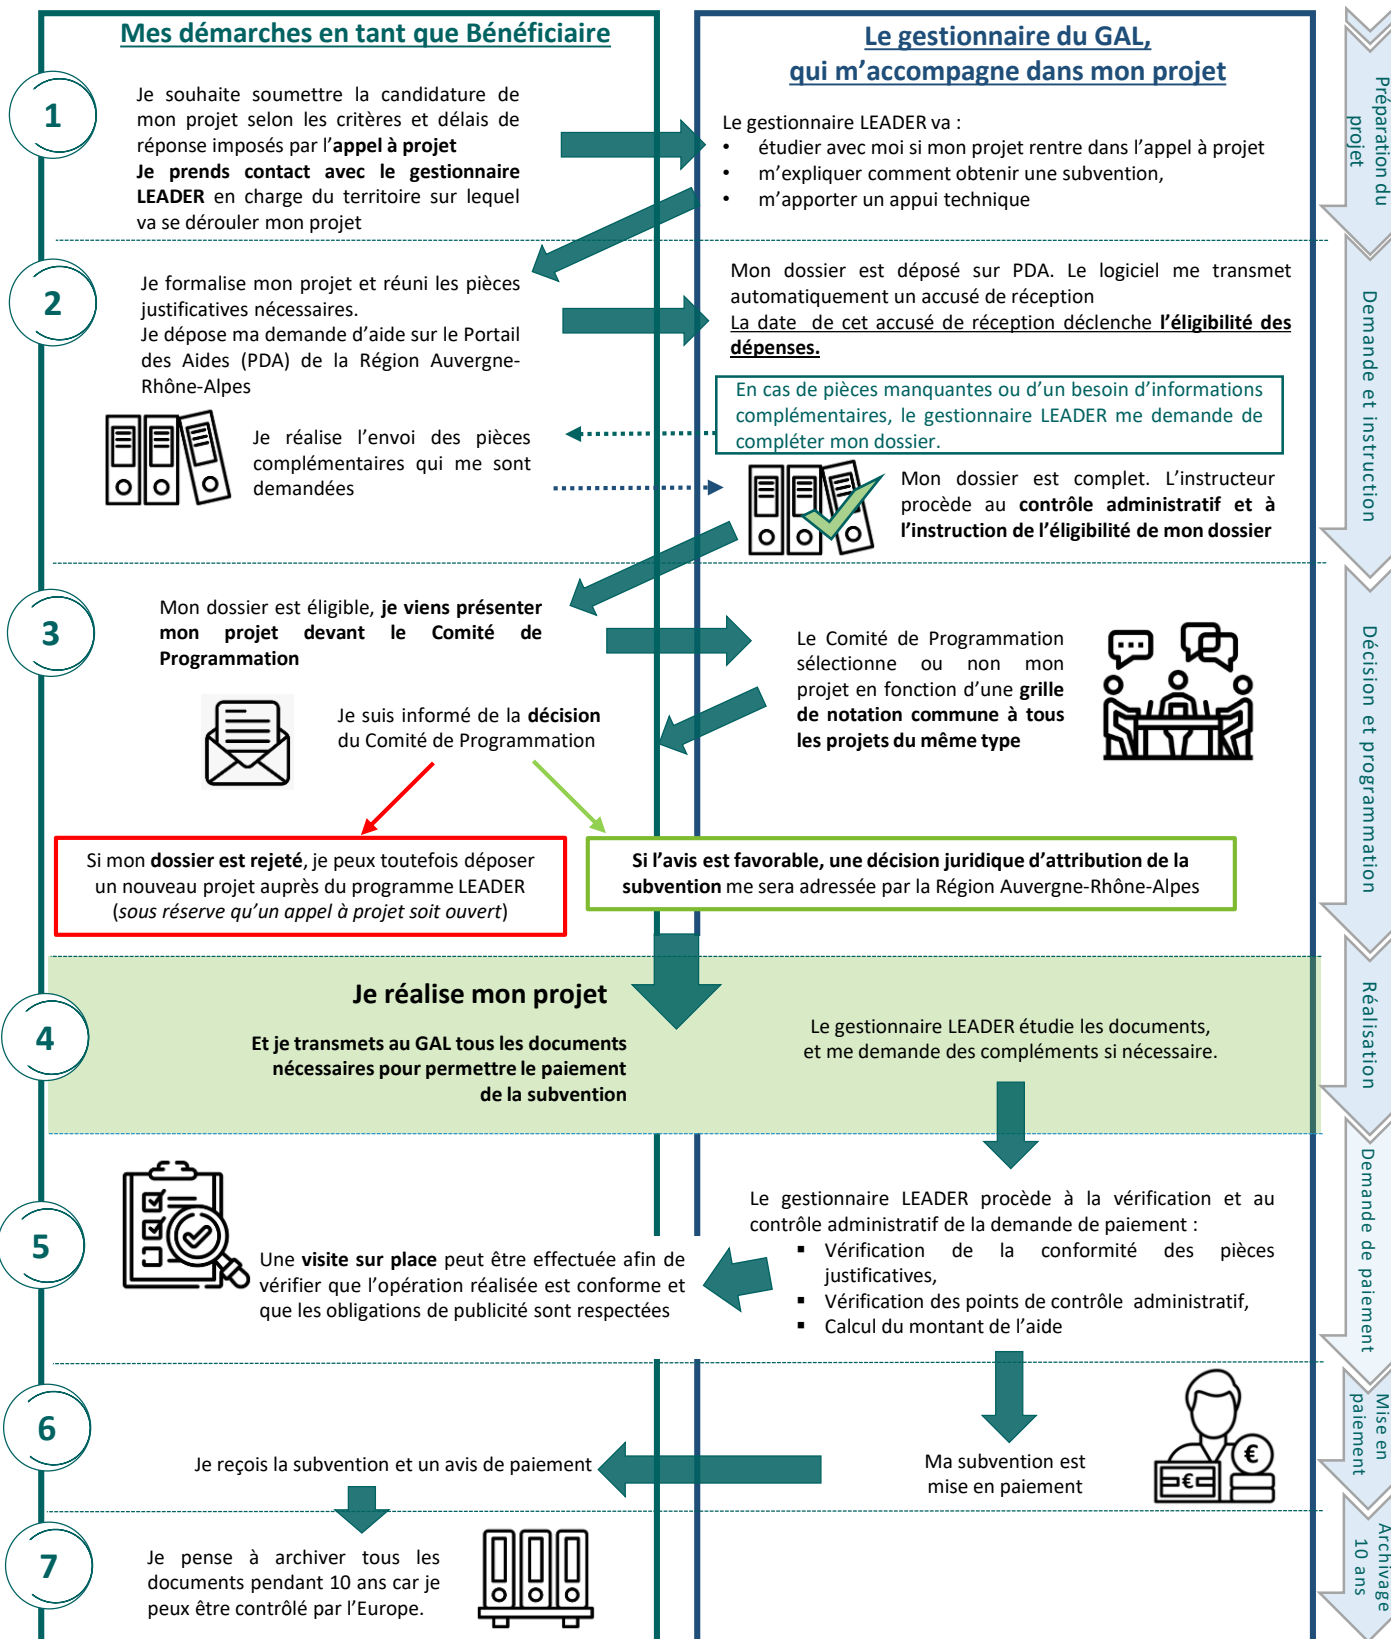 Mes démarches en tant que Bénéficiaire
Le gestionnaire du GAL,
qui m'accompagne dans mon projet
Préparation du
projet
1
Je souhaite soumettre la candidature de
mon projet selon les critères et délais de
réponse imposés par l'appel à projet
Je prends contact avec le gestionnaire
LEADER en charge du territoire sur lequel
va se dérouler mon projet
Le gestionnaire LEADER va :
• étudier avec moi si mon projet rentre dans l'appel à projet
• m'expliquer comment obtenir une subvention,
• m'apporter un appui technique
2
Je formalise mon projet et réuni les pièces
justificatives nécessaires.
Je dépose ma demande d'aide sur le Portail
des Aides (PDA) de la Région Auvergne-
Rhône-Alpes
Mon dossier est déposé sur PDA. Le logiciel me transmet
automatiquement un accusé de réception
La date de cet accusé de réception déclenche l'éligibilité des
dépenses.
Demande et instruction
En cas de pièces manquantes ou d'un besoin d'informations
complémentaires, le gestionnaire LEADER me demande de
compléter mon dossier.
Je réalise l'envoi des pièces
complémentaires qui me sont
demandées
Mon dossier est complet. L'instructeur
procède au contrôle administratif et à
l'instruction de l'éligibilité de mon dossier
3
Mon dossier est éligible, je viens présenter
mon projet devant le Comité de
Programmation
Le Comité de Programmation
sélectionne ou non mon
projet en fonction d'une grille
de notation commune à tous
les projets du même type
Décision et programmation
Je suis informé de la décision
du Comité de Programmation
Si mon dossier est rejeté, je peux toutefois déposer
un nouveau projet auprès du programme LEADER
(sous réserve qu'un appel à projet soit ouvert)
Si l'avis est favorable, une décision juridique d'attribution de la
subvention me sera adressée par la Région Auvergne-Rhône-Alpes
4
Je réalise mon projet
Et je transmets au GAL tous les documents
nécessaires pour permettre le paiement
de la subvention
Le gestionnaire LEADER étudie les documents,
et me demande des compléments si nécessaire.
Réalisation
5
Une visite sur place peut être effectuée afin de
vérifier que l'opération réalisée est conforme et
que les obligations de publicité sont respectées
Le gestionnaire LEADER procède à la vérification et au
contrôle administratif de la demande de paiement :
▪ Vérification de la conformité des pièces
justificatives,
▪ Vérification des points de contrôle administratif,
▪ Calcul du montant de l'aide
Demande de paiement
6
Je reçois la subvention et un avis de paiement
Ma subvention est
mise en paiement
€
€
Mise en
paiement
7
Je pense à archiver tous les
documents pendant 10 ans car je
peux être contrôlé par l'Europe.
Archivage
10 ans